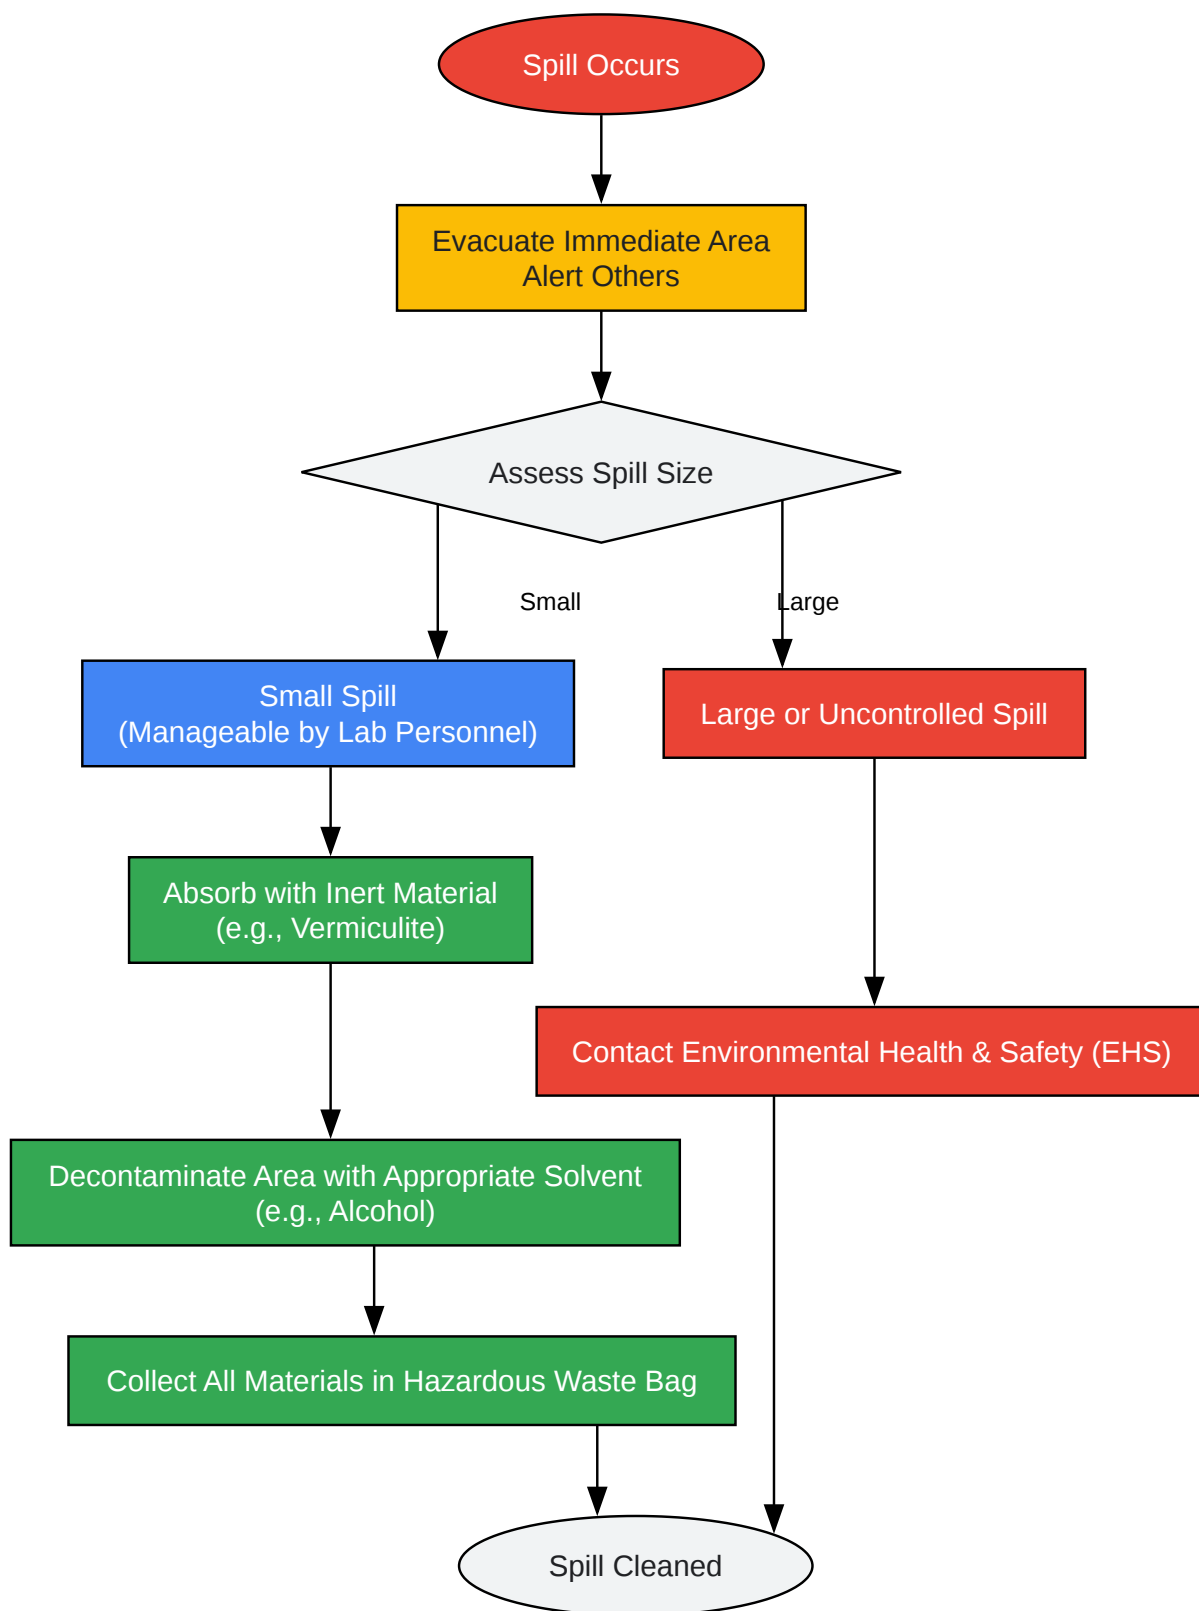 Spill Occurs
Evacuate Immediate Area
Alert Others
Assess Spill Size
Small
Large
Small Spill
(Manageable by Lab Personnel)
Large or Uncontrolled Spill
Absorb with Inert Material
(e.g., Vermiculite)
Contact Environmental Health & Safety (EHS)
Decontaminate Area with Appropriate Solvent
(e.g., Alcohol)
Collect All Materials in Hazardous Waste Bag
Spill Cleaned